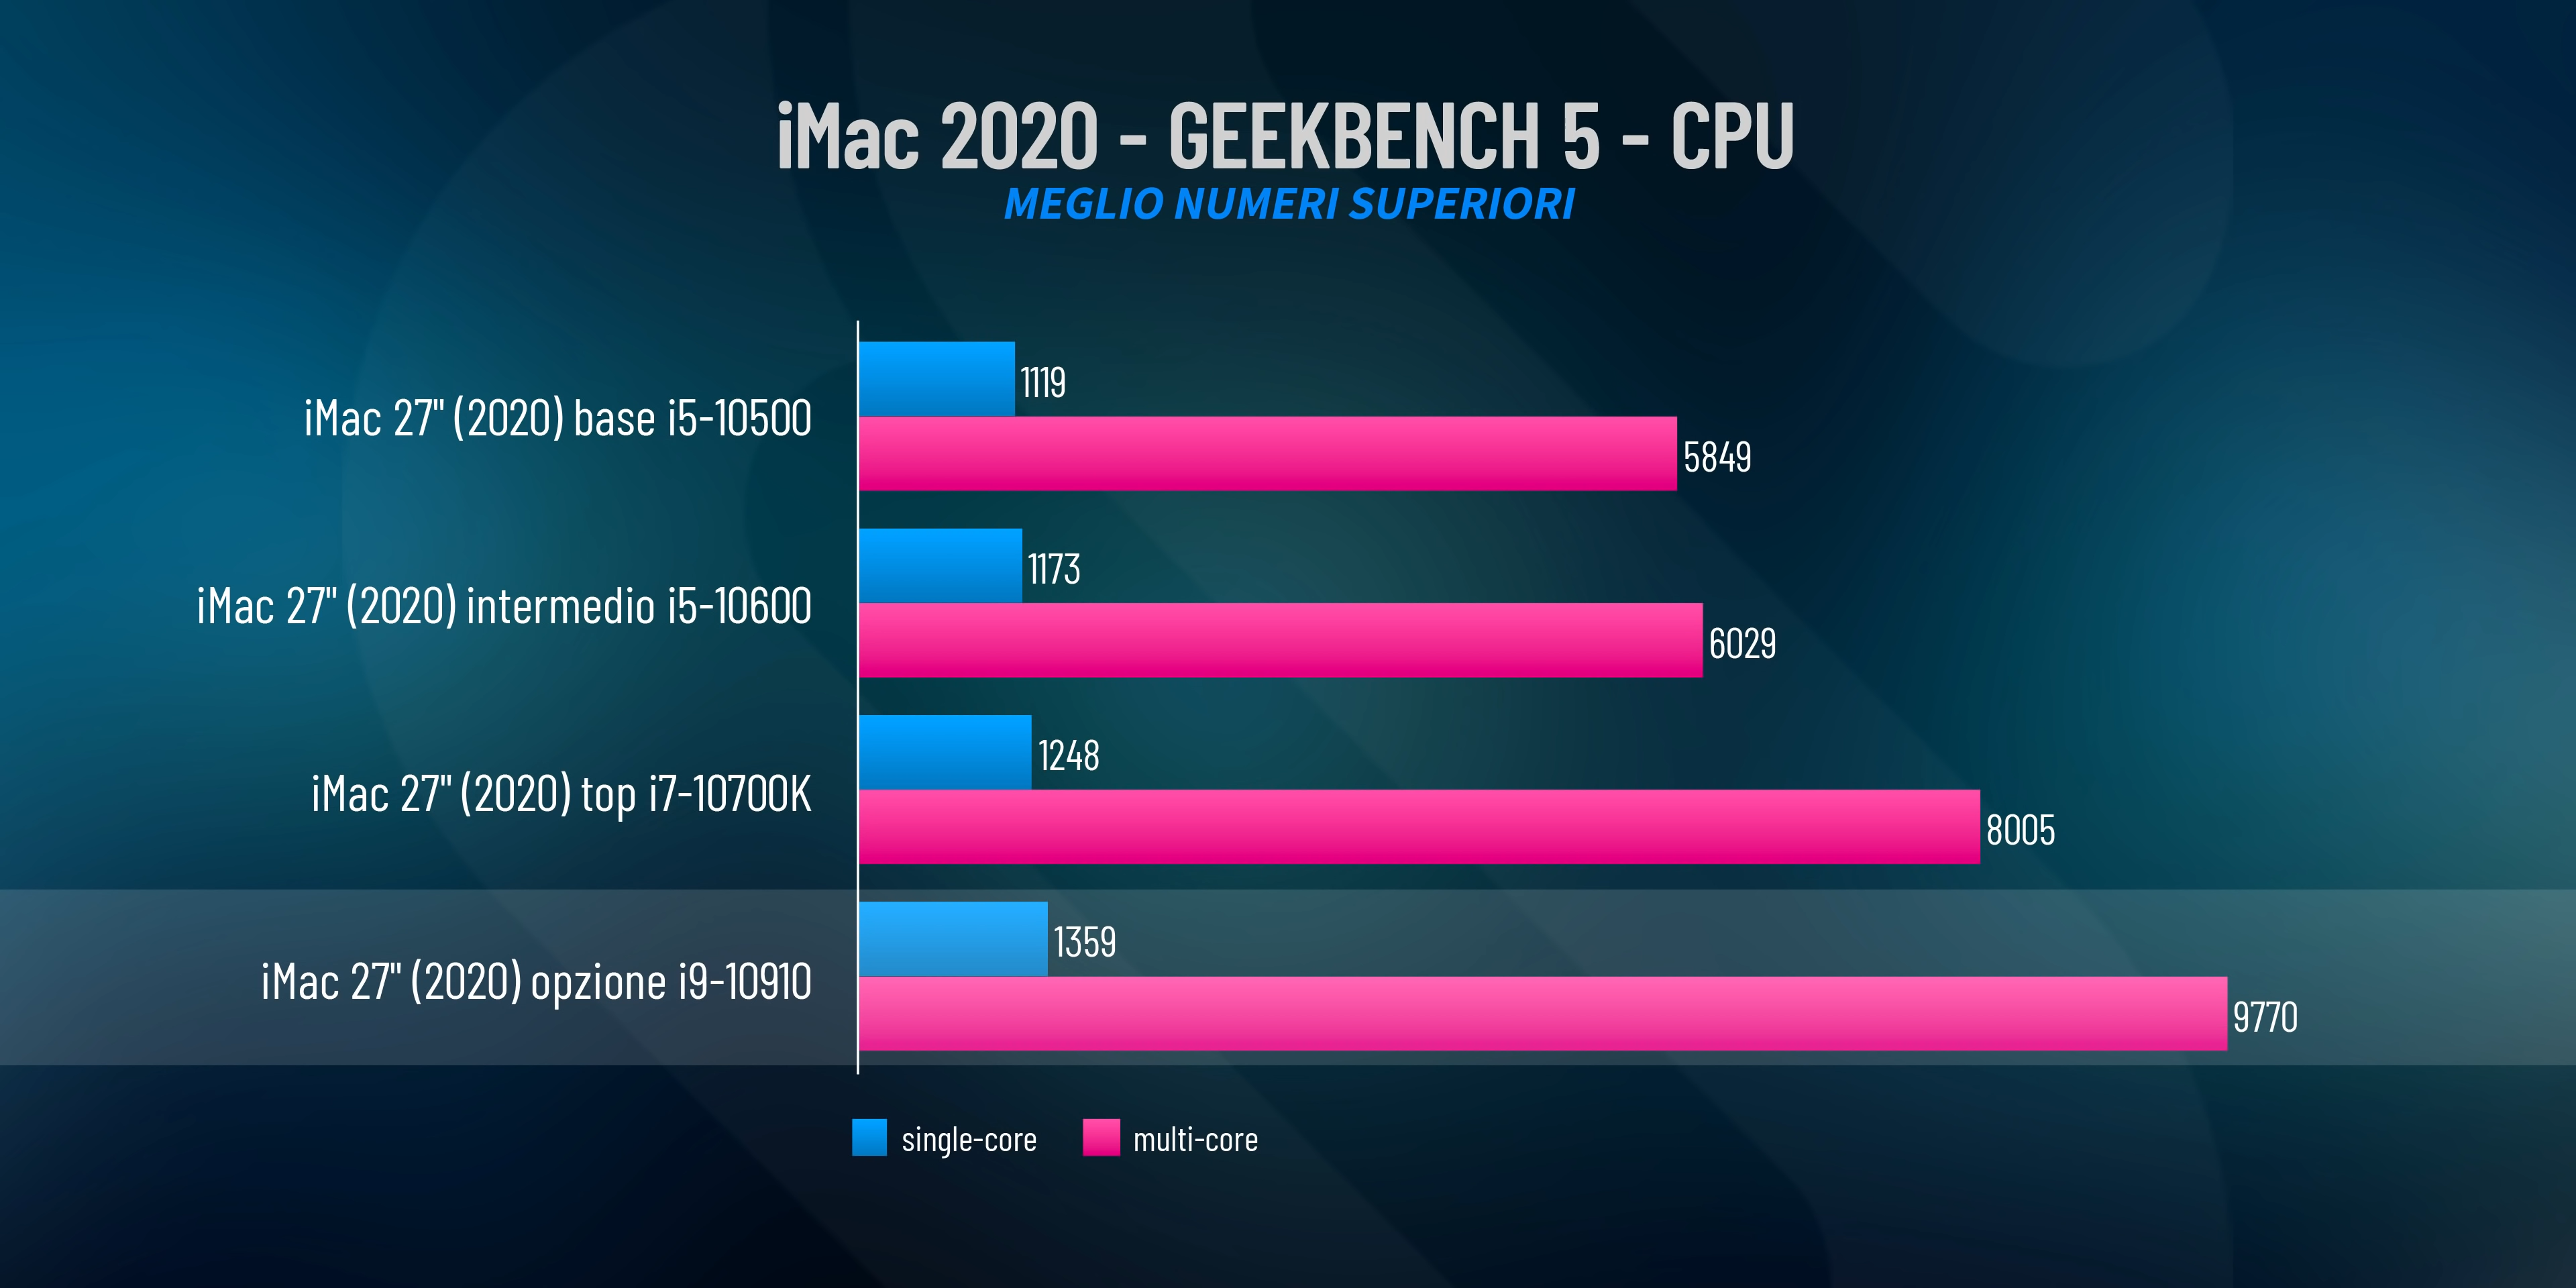 iMac 2020 - GEEKBENCH 5 - CPU
MEGLIO NUMERI SUPERIORI
iMac 27" (2020) base i5-10500
1119
5849
iMac 27" (2020) intermedio i5-10600
1173
6029
iMac 27" (2020) top i7-10700K
1248
8005
iMac 27" (2020) opzione i9-10910
1359
9770
single-core
multi-core